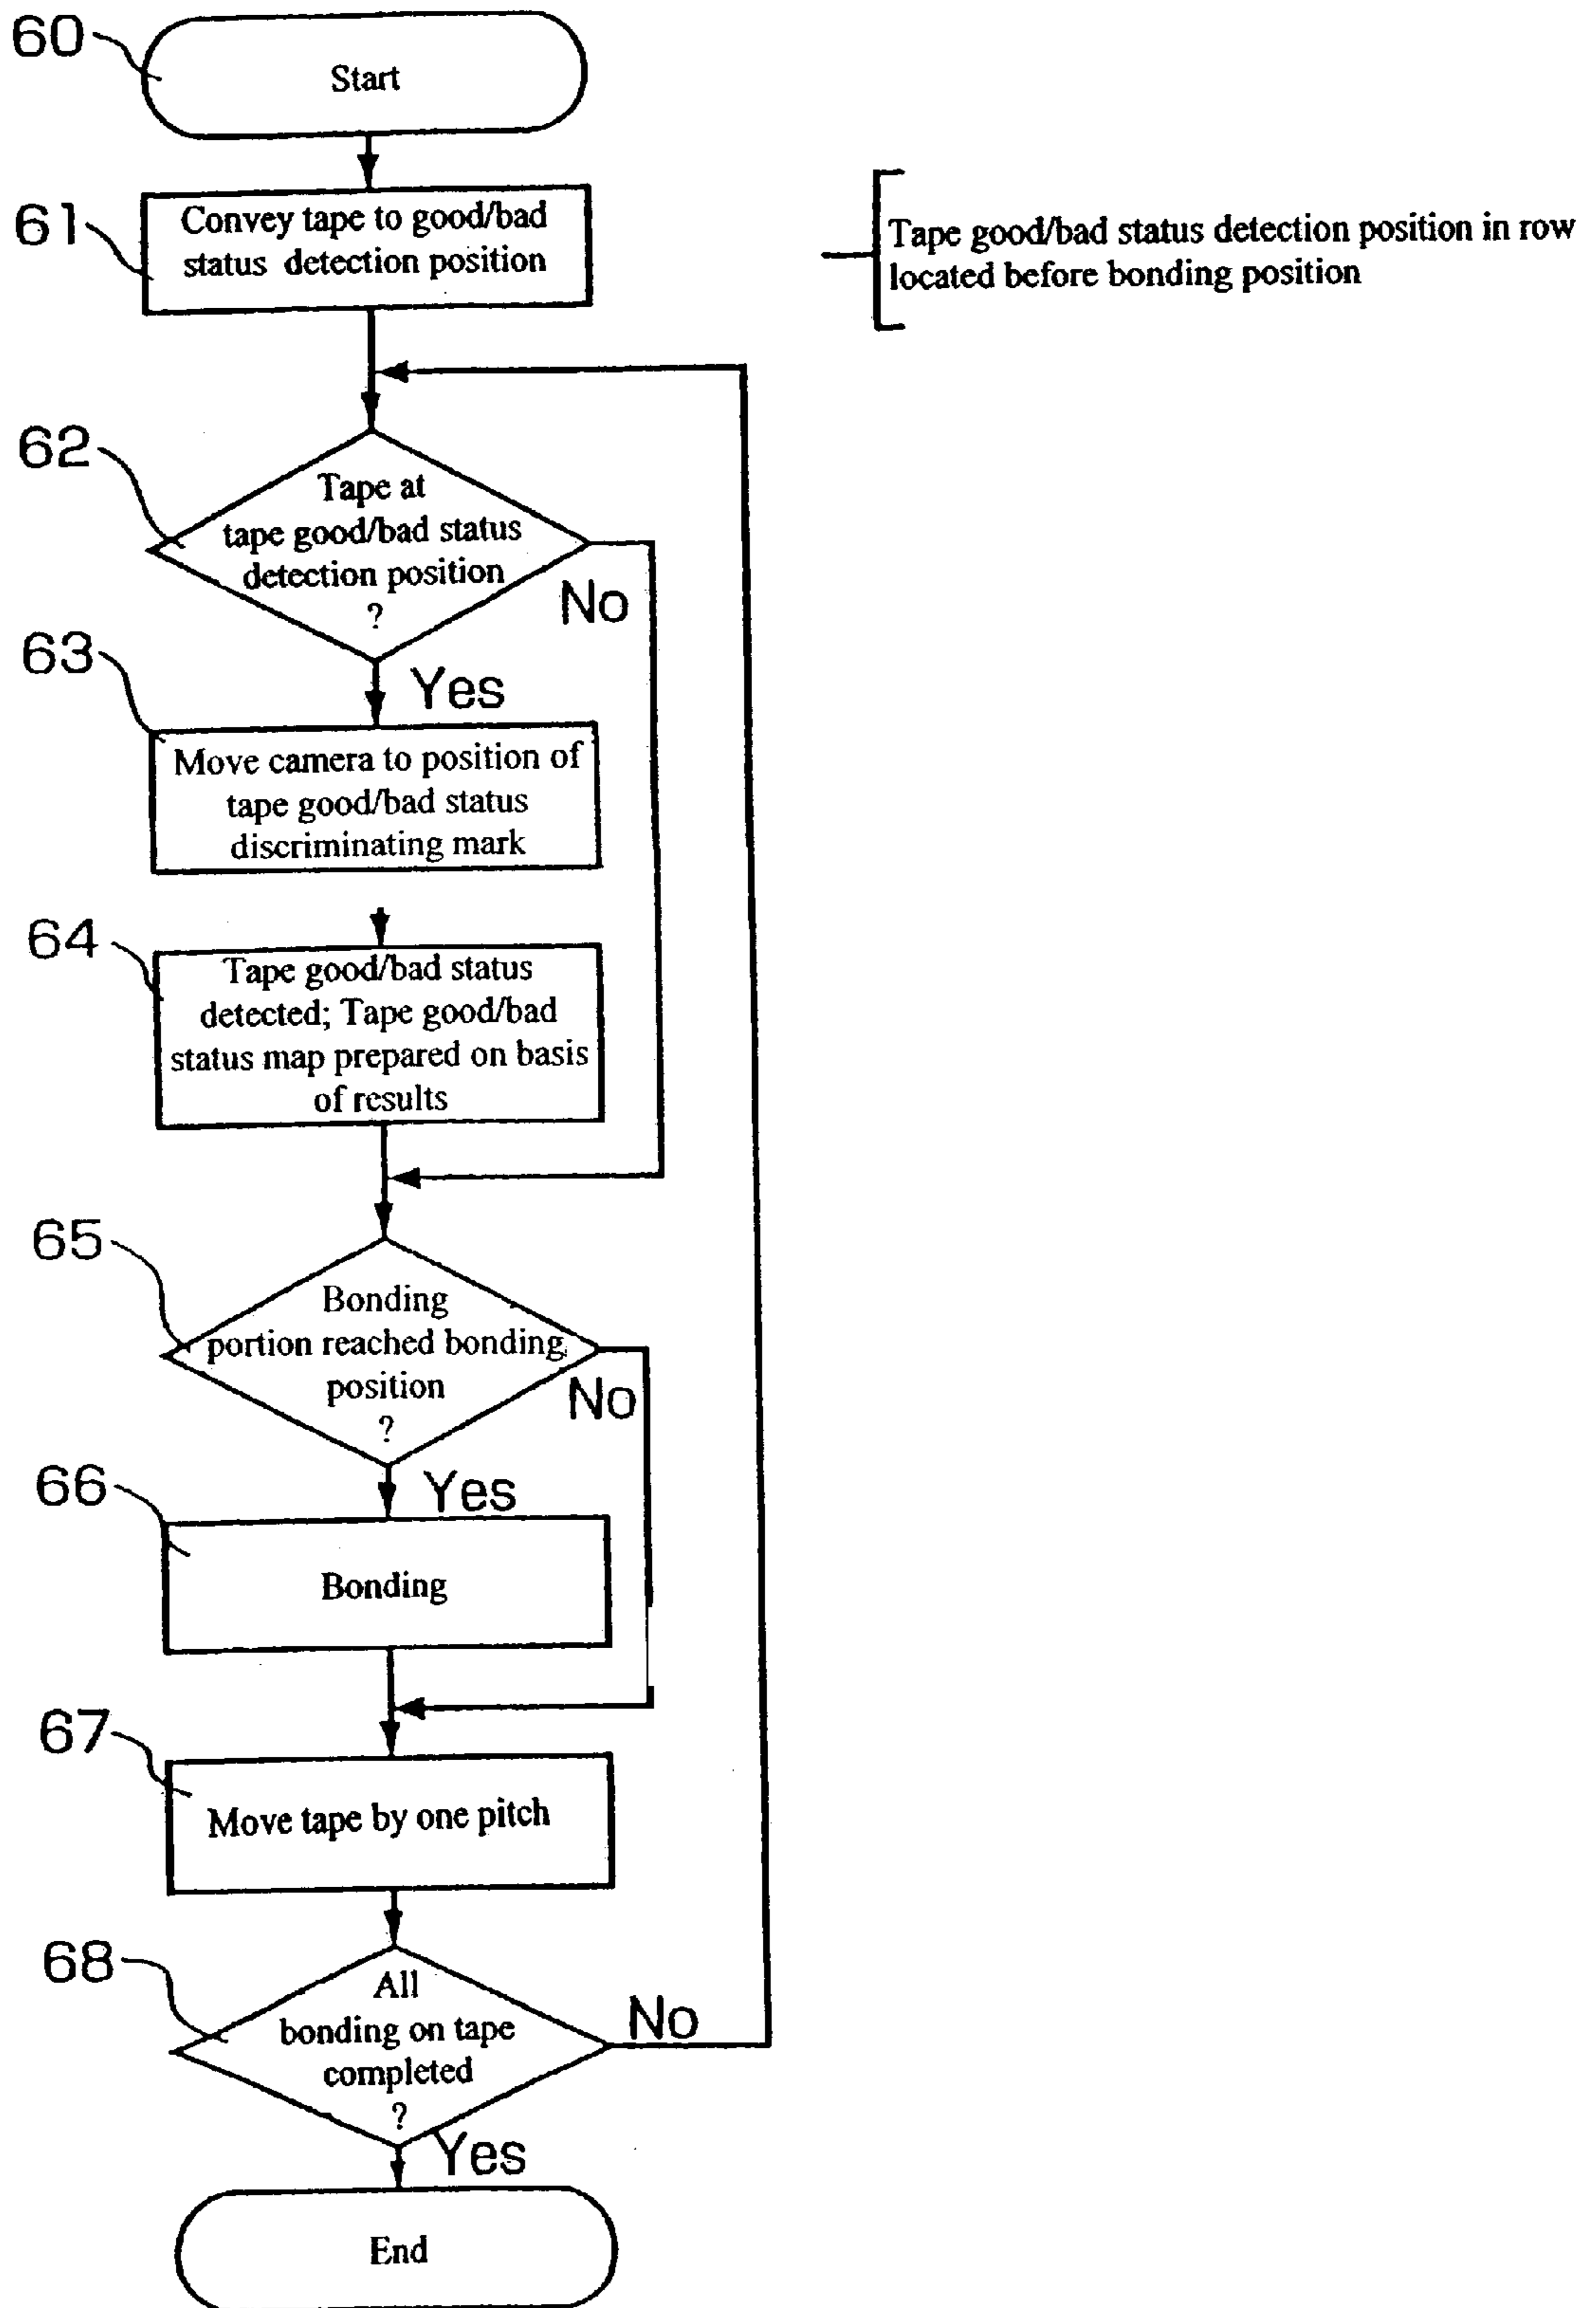 60
Start
61
Convey tape to good/bad
status detection position
Tape good/bad status detection position in row
located before bonding position
62
Tape at
tape good/bad status
detection position
?
No
Yes
63
Move camera to position of
tape good/bad status
discriminating mark
64
Tape good/bad status
detected; Tape good/bad
status map prepared on basis
of results
65
Bonding
portion reached bonding
position
?
No
Yes
66
Bonding
67
Move tape by one pitch
68
All
bonding on tape
completed
?
No
Yes
End